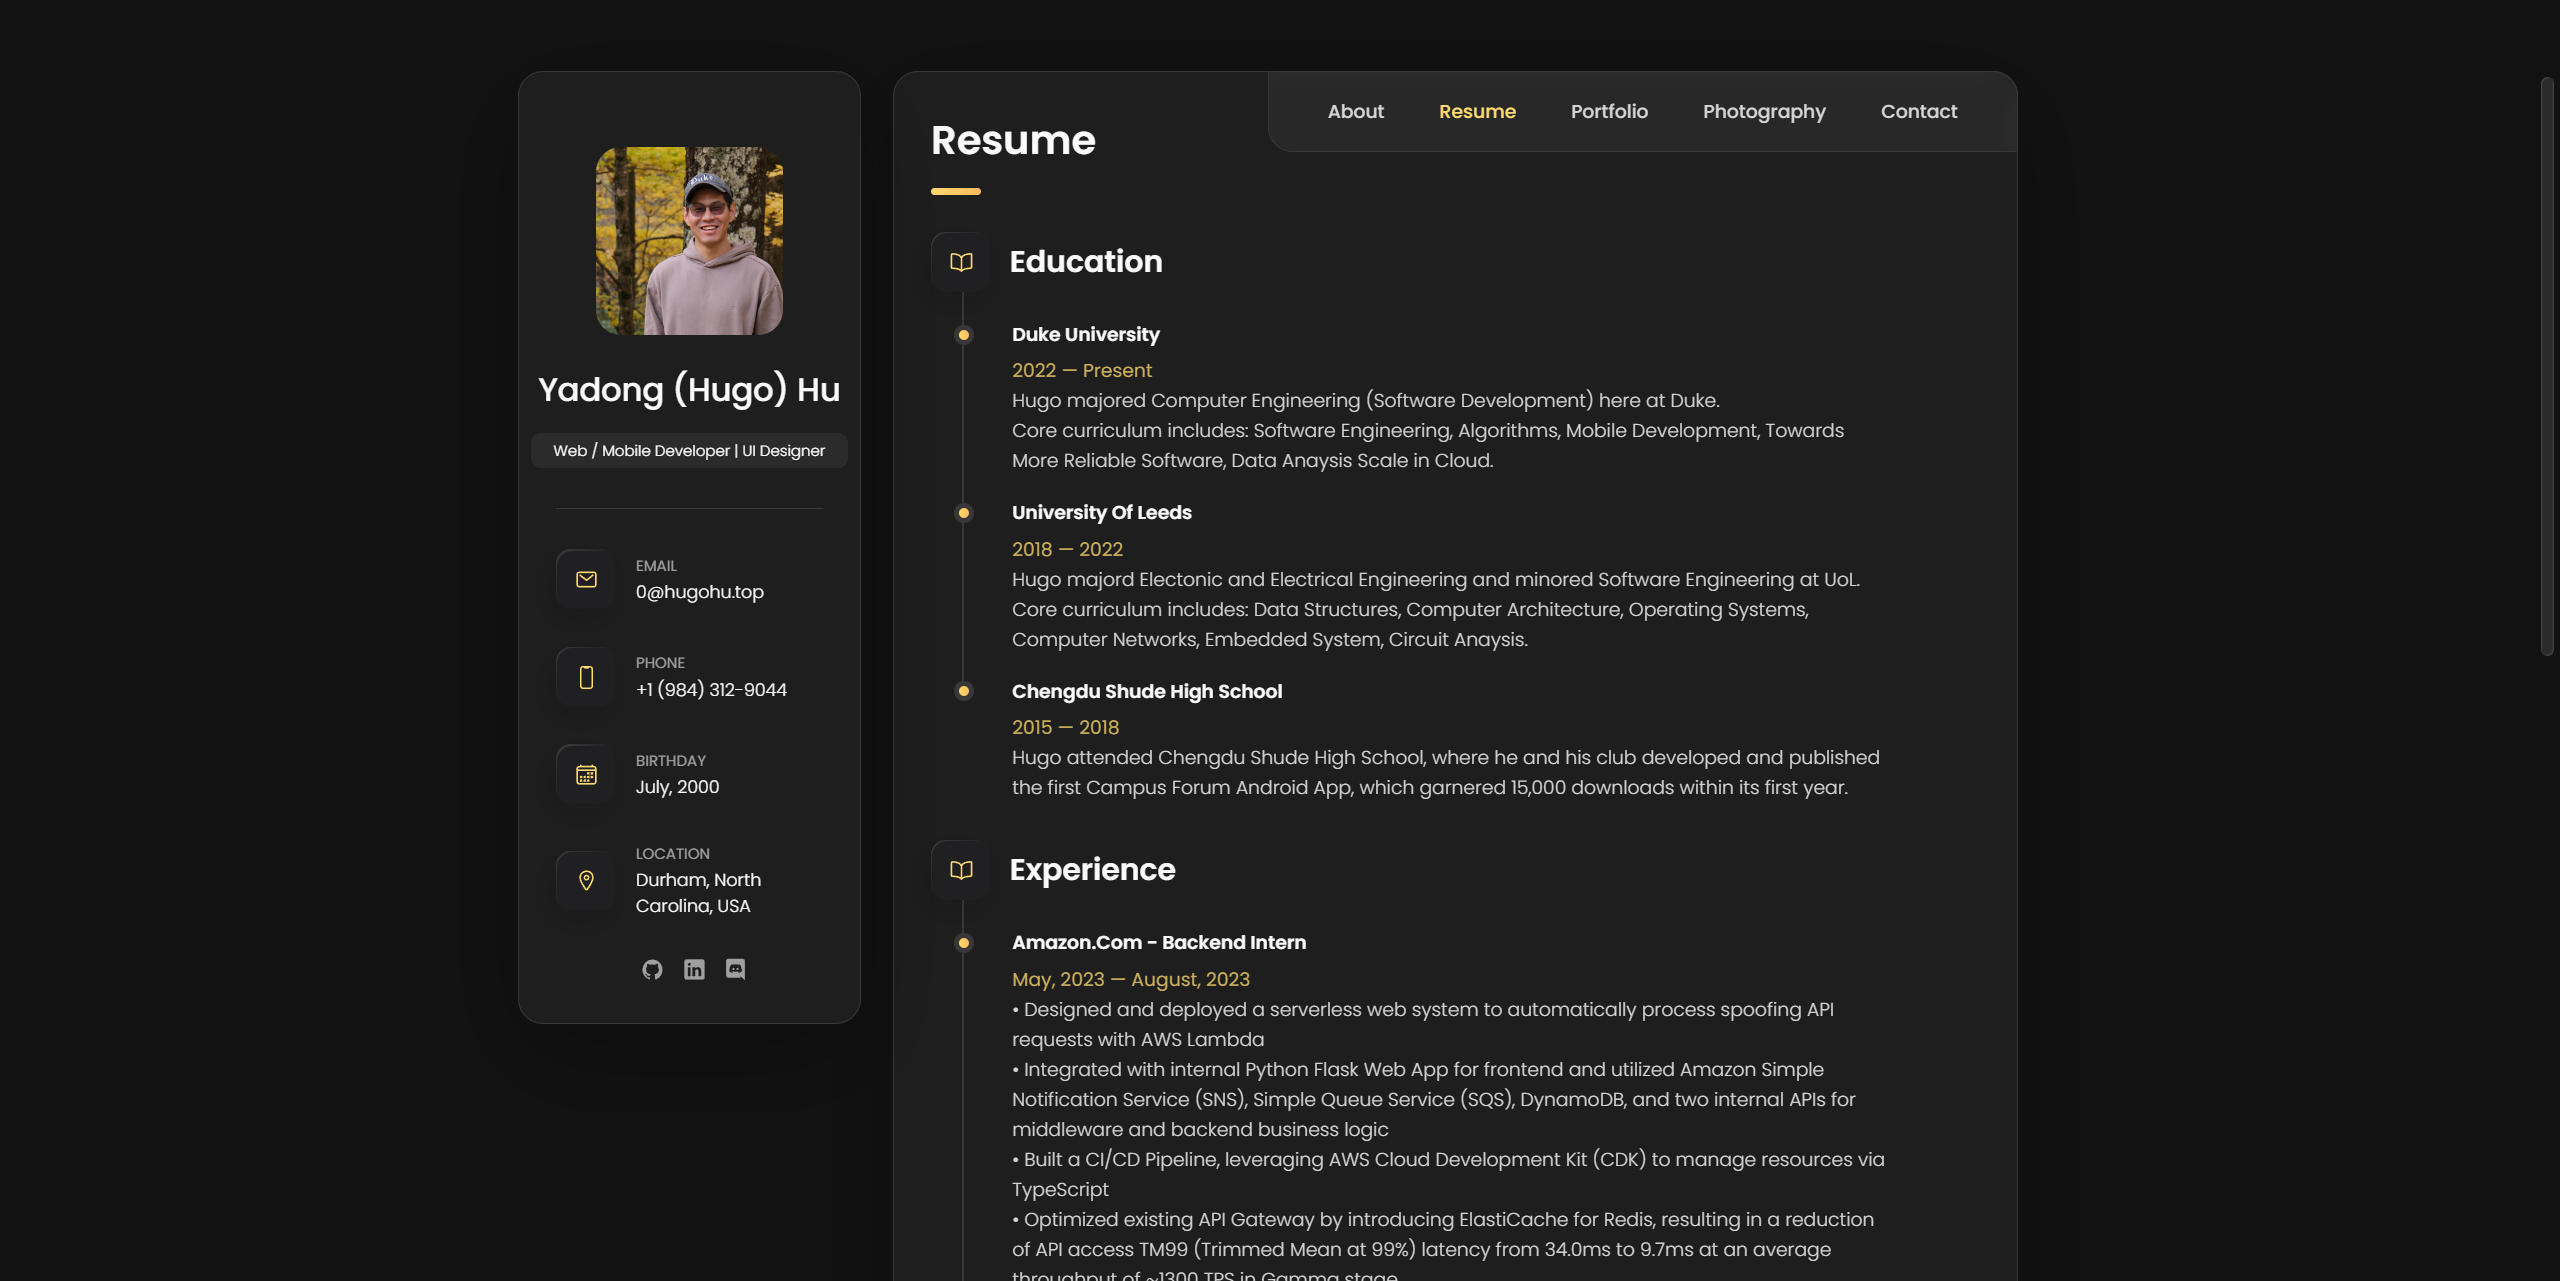 Duke
Yadong (Hugo) Hu
Web / Mobile Developer | UI Designer
EMAIL
0@hugohu.top
PHONE
+1 (984) 312-9044
BIRTHDAY
July, 2000
LOCATION
Durham, North
Carolina, USA
About Resume Portfolio Photography Contact
Resume
Education
Duke University
2022 — Present
Hugo majored Computer Engineering (Software Development) here at Duke.
Core curriculum includes: Software Engineering, Algorithms, Mobile Development, Towards
More Reliable Software, Data Anaysis Scale in Cloud.
University Of Leeds
2018 — 2022
Hugo majord Electonic and Electrical Engineering and minored Software Engineering at UoL.
Core curriculum includes: Data Structures, Computer Architecture, Operating Systems,
Computer Networks, Embedded System, Circuit Anaysis.
Chengdu Shude High School
2015 — 2018
Hugo attended Chengdu Shude High School, where he and his club developed and published
the first Campus Forum Android App, which garnered 15,000 downloads within its first year.
Experience
Amazon.Com - Backend Intern
May, 2023 — August, 2023
• Designed and deployed a serverless web system to automatically process spoofing API
requests with AWS Lambda
• Integrated with internal Python Flask Web App for frontend and utilized Amazon Simple
Notification Service (SNS), Simple Queue Service (SQS), DynamoDB, and two internal APIs for
middleware and backend business logic
• Built a CI/CD Pipeline, leveraging AWS Cloud Development Kit (CDK) to manage resources via
TypeScript
• Optimized existing API Gateway by introducing ElastiCache for Redis, resulting in a reduction
of API access TM99 (Trimmed Mean at 99%) latency from 34.0ms to 9.7ms at an average
throughput of ~1300 TPS in Gamma stage